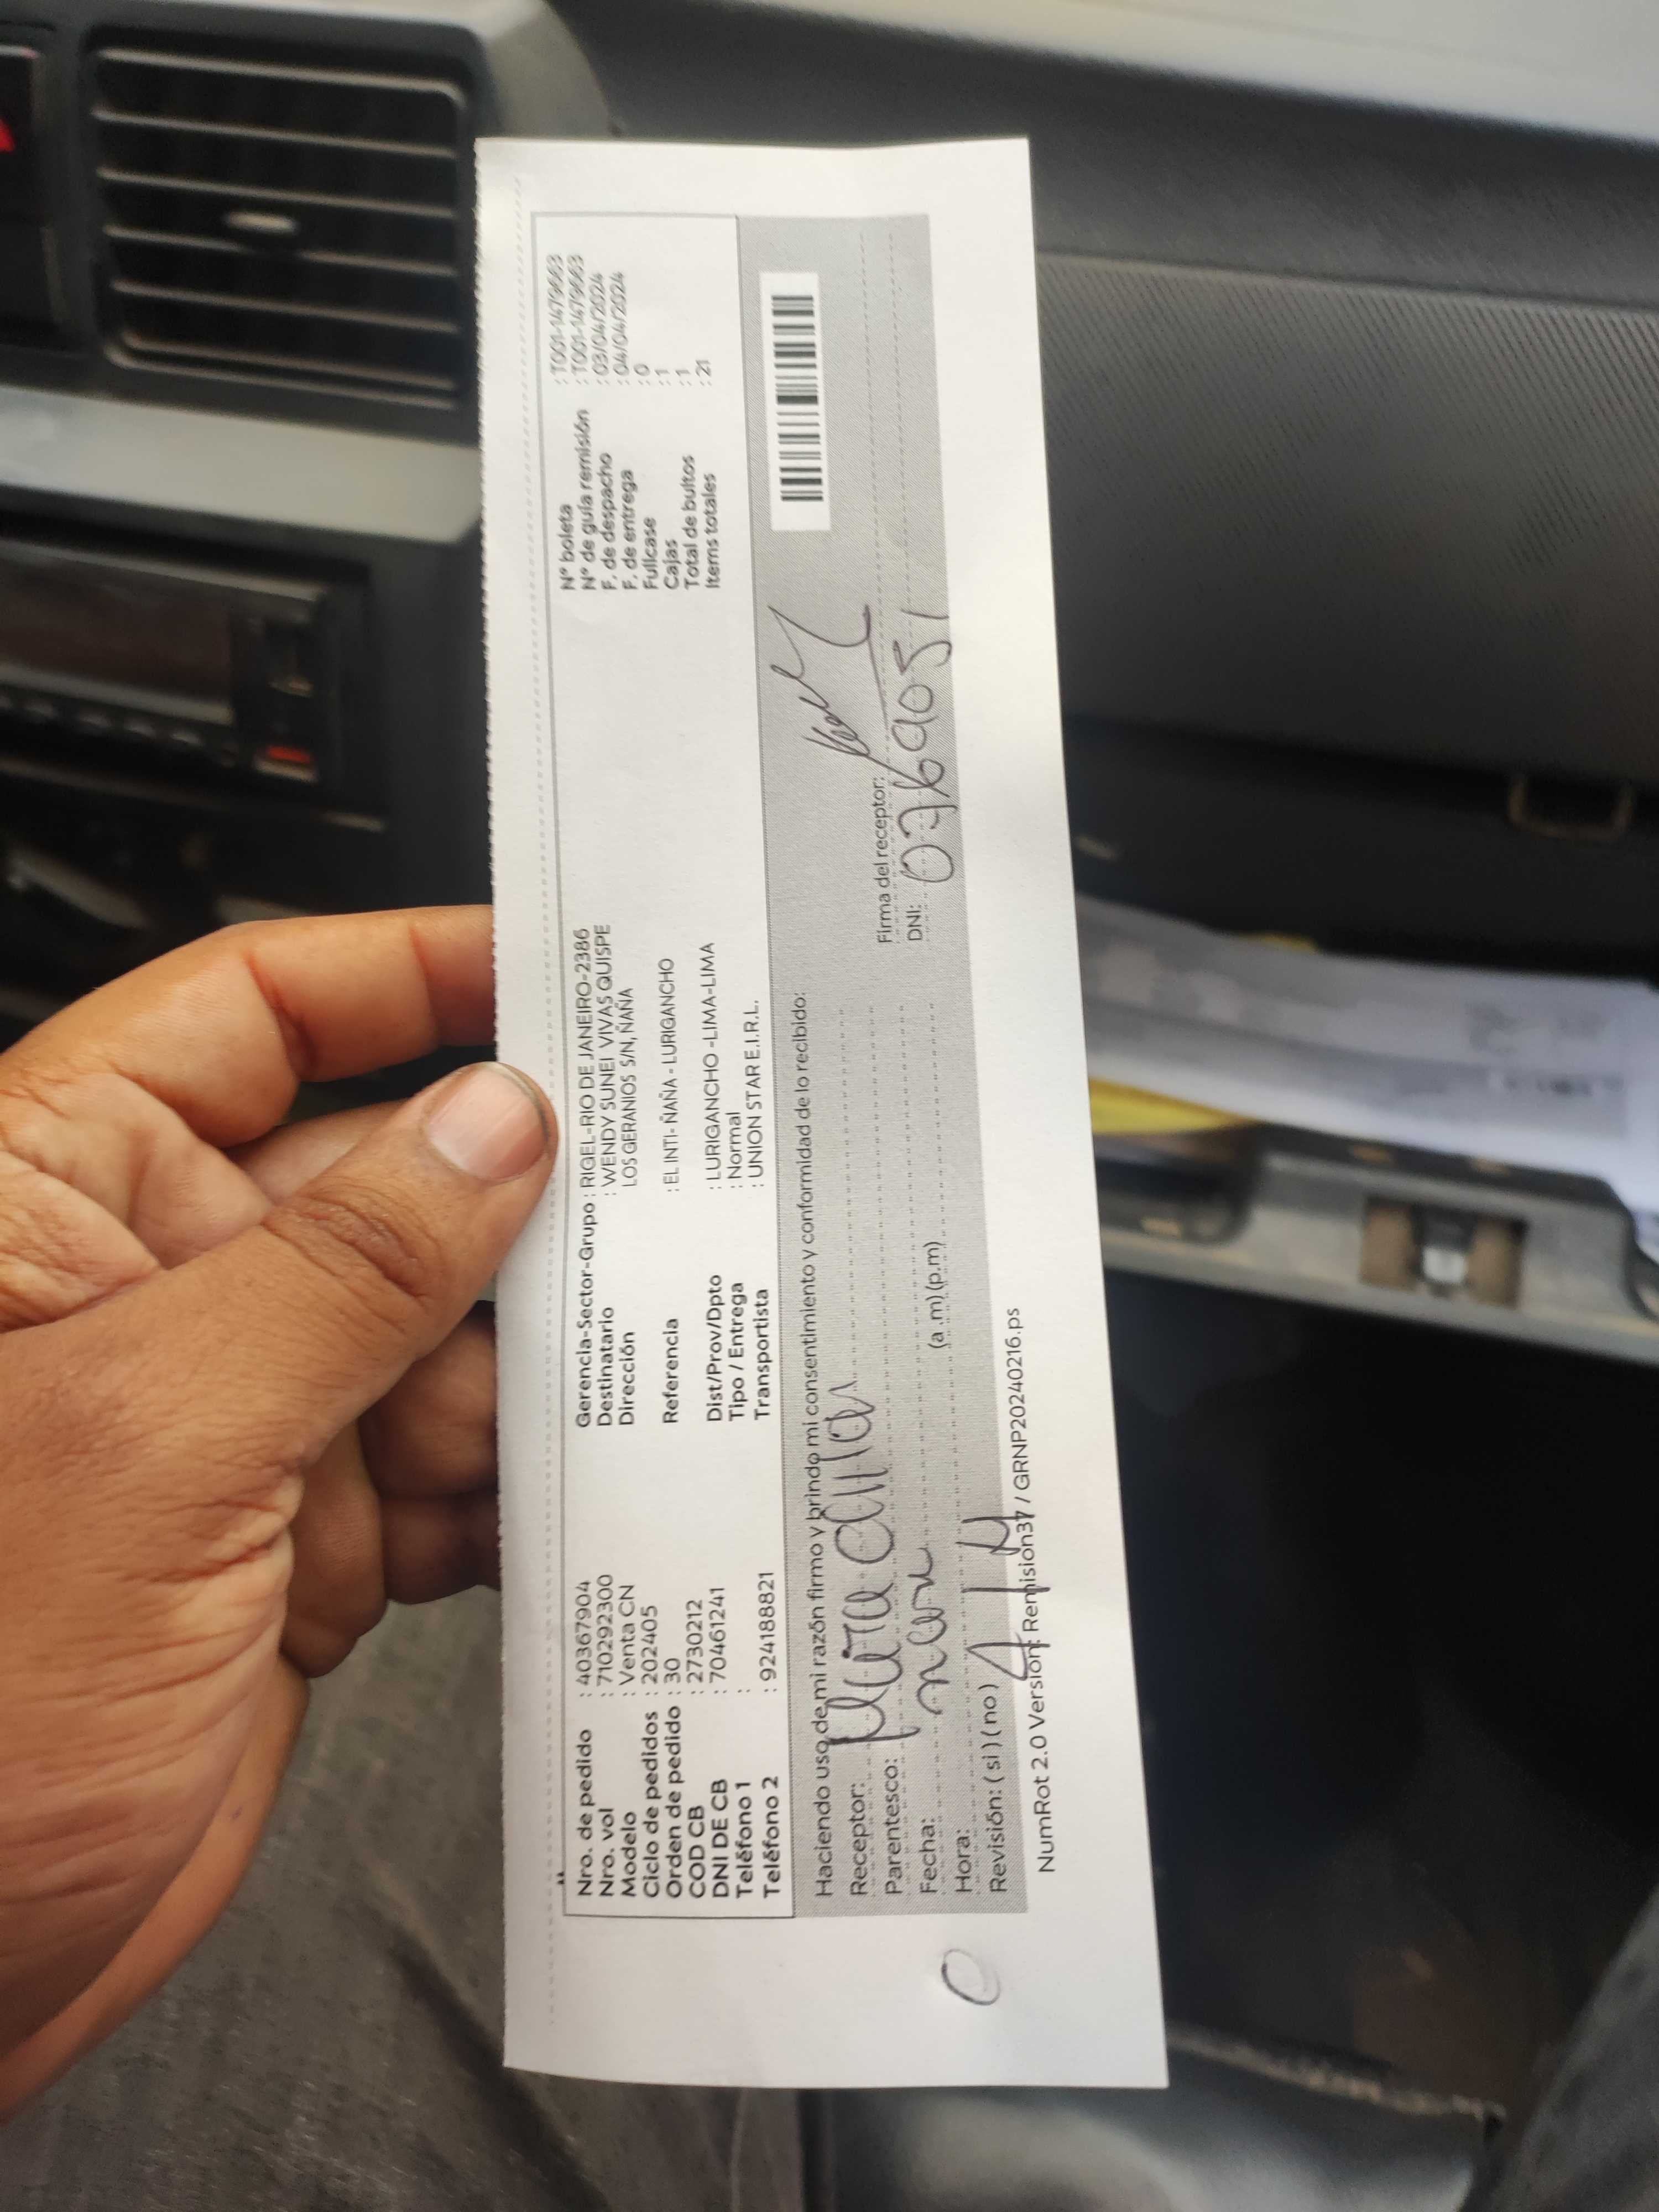 Nro. de pedido : 40367904
Nro. vol : 710292300
Modelo : Venta CN
Ciclo de pedidos : 202405
Orden de pedido : 30
COD CB : 2730212
DNI DE CB : 70461241
Teléfono 1 :
Teléfono 2 : 924188821
Gerencia-Sector-Grupo : RIGEL-RIO DE JANEIRO-2386
Destinatario : WENDY SUNEI VIVAS QUISPE
Dirección LOS GERANIOS S/N, ÑAÑA
Referencia : EL INTI- ÑAÑA - LURIGANCHO
Dist/Prov/Dpto : LURIGANCHO -LIMA-LIMA
Tipo / Entrega : Normal
Transportista : UNION STAR E.I.R.L.
Nº boleta : T001-1479663
Nº de guía remisión : T001-1479663
F. de despacho : 03/04/2024
F. de entrega : 04/04/2024
Fullcase : 0
Cajas : 1
Total de bultos : 1
Items totales : 21
Haciendo uso de mi razón firmo y brindo mi consentimiento y conformidad de lo recibido:
Receptor:
Parentesco:
Fecha:
Hora: (a .m) (p.m)
Revisión: ( si ) ( no )
Firma del receptor:
DNI: 07669051
NumRot 2.0 Version: Remision37 / GRNP20240216.ps